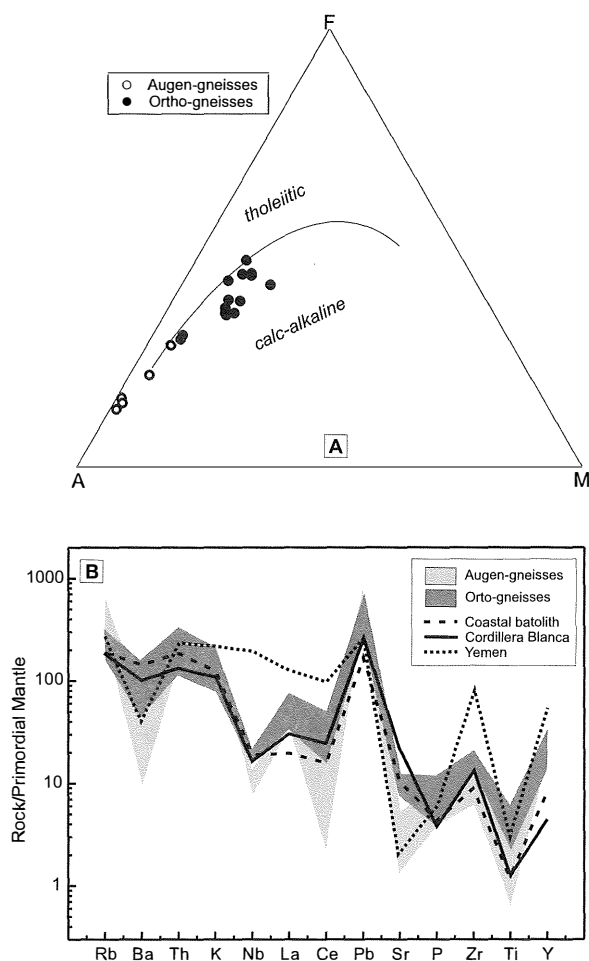 F
Augen-gneisses
Ortho-gneisses
tholeiitic
calc-alkaline
A
A
M
B
Augen-gneisses
Orto-gneisses
Coastal batolith
Cordillera Blanca
Yemen
1000
100
10
1
Rock/Primordial Mantle
Rb Ba Th K Nb La Ce Pb Sr P Zr Ti Y